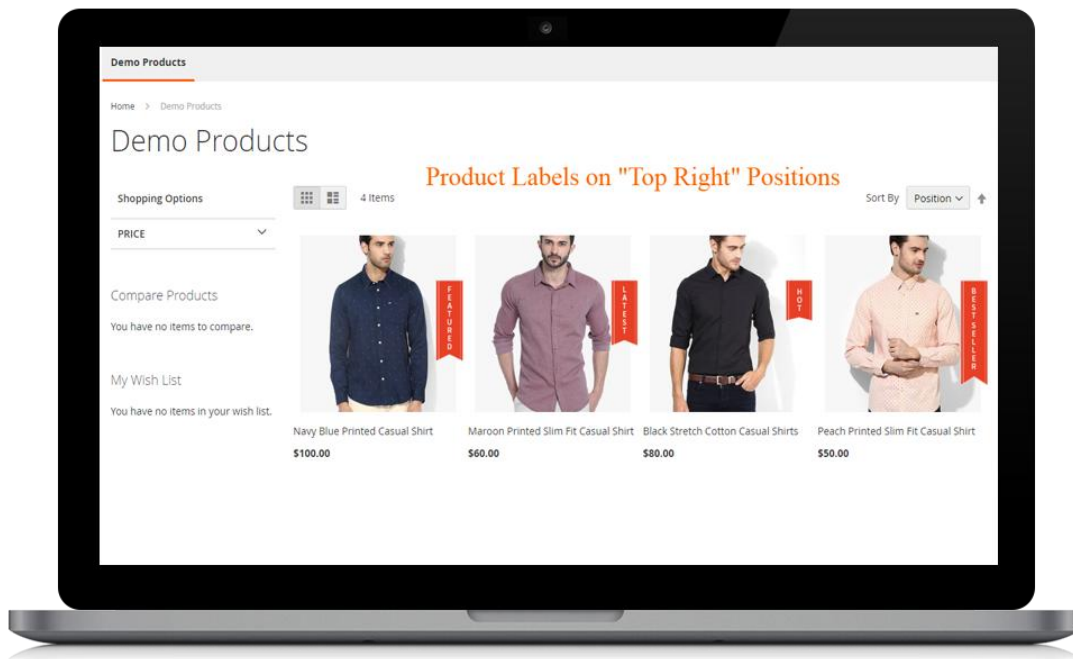 Demo Products
Home > Demo Products
Demo Products
Product Labels on "Top Right" Positions
Shopping Options
4 Items
Sort By Position
PRICE
FEATURED
LATEST
HOT
BEST SELLER
Compare Products
You have no items to compare.
My Wish List
You have no items in your wish list.
Navy Blue Printed Casual Shirt
$100.00
Maroon Printed Slim Fit Casual Shirt
$60.00
Black Stretch Cotton Casual Shirts
$80.00
Peach Printed Slim Fit Casual Shirt
$50.00